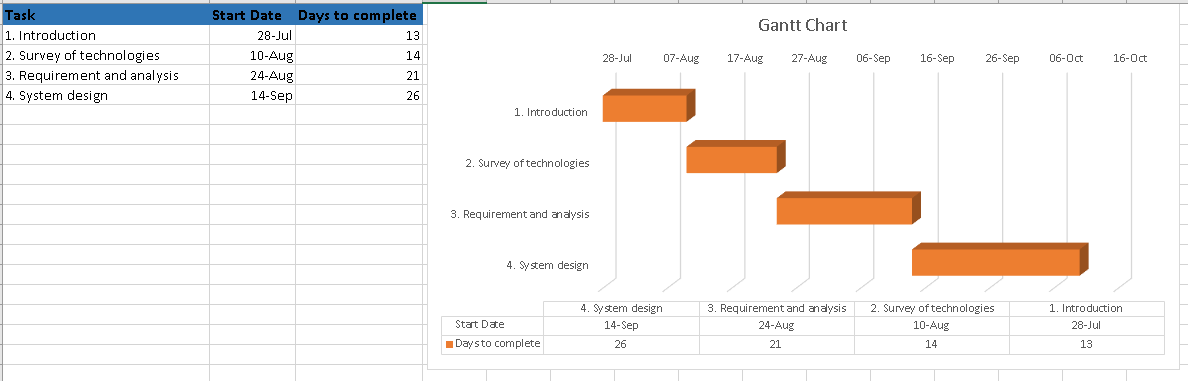 Task Start Date Days to complete
1. Introduction 28-Jul 13
2. Survey of technologies 10-Aug 14
3. Requirement and analysis 24-Aug 21
4. System design 14-Sep 26
Gantt Chart
28-Jul 07-Aug 17-Aug 27-Aug 06-Sep 16-Sep 26-Sep 06-Oct 16-Oct
1. Introduction
2. Survey of technologies
3. Requirement and analysis
4. System design
4. System design 3. Requirement and analysis 2. Survey of technologies 1. Introduction
Start Date 14-Sep 24-Aug 10-Aug 28-Jul
Days to complete 26 21 14 13